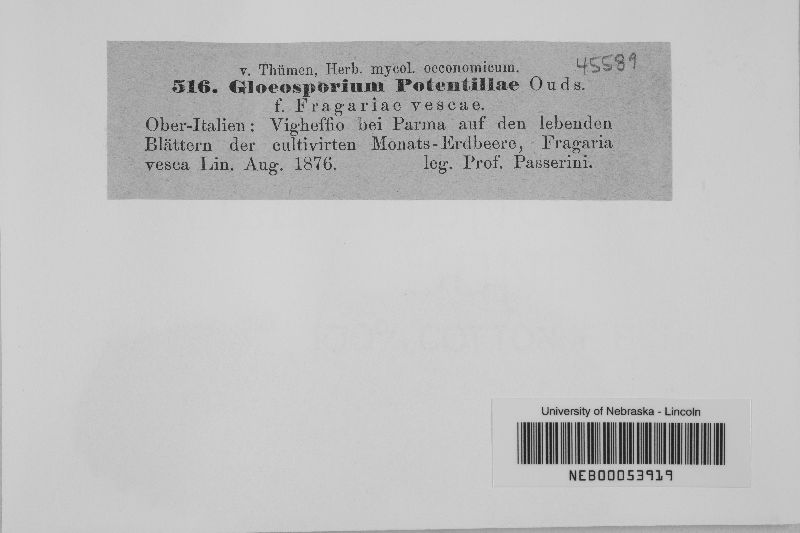 v. Thümen, Herb. mycol. oeconomicum.
45589
516. Gloeosporium Potentillae Ouds.
f. Fragariae vescae.
Ober-Italien: Vigheffio bei Parma auf den lebenden
Blättern der cultivirten Monats-Erdbeere, Fragaria
vesca Lin. Aug. 1876. leg. Prof. Passerini.
University of Nebraska - Lincoln
NEB00053919